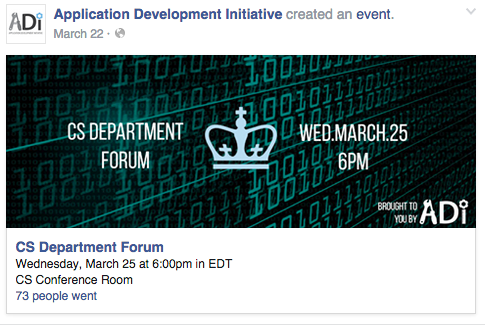 ADi
Application Development Initiative created an event.
March 22 ·
CS DEPARTMENT
FORUM
WED.MARCH.25
6PM
BROUGHT TO
YOU BY ADi
CS Department Forum
Wednesday, March 25 at 6:00pm in EDT
CS Conference Room
73 people went